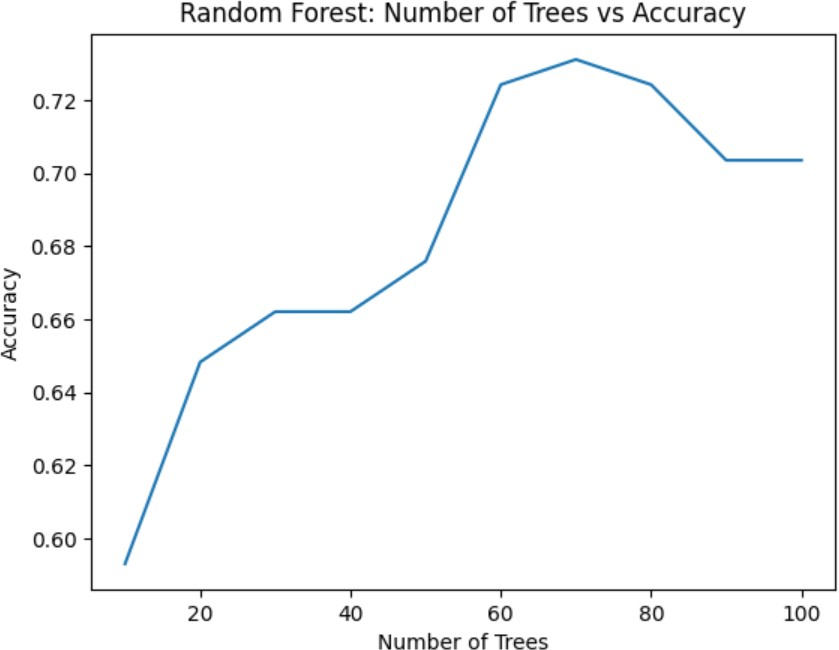 Random Forest: Number of Trees vs Accuracy
0.72
0.70
0.68
0.66
0.64
0.62
0.60
Accuracy
20 40 60 80 100
Number of Trees